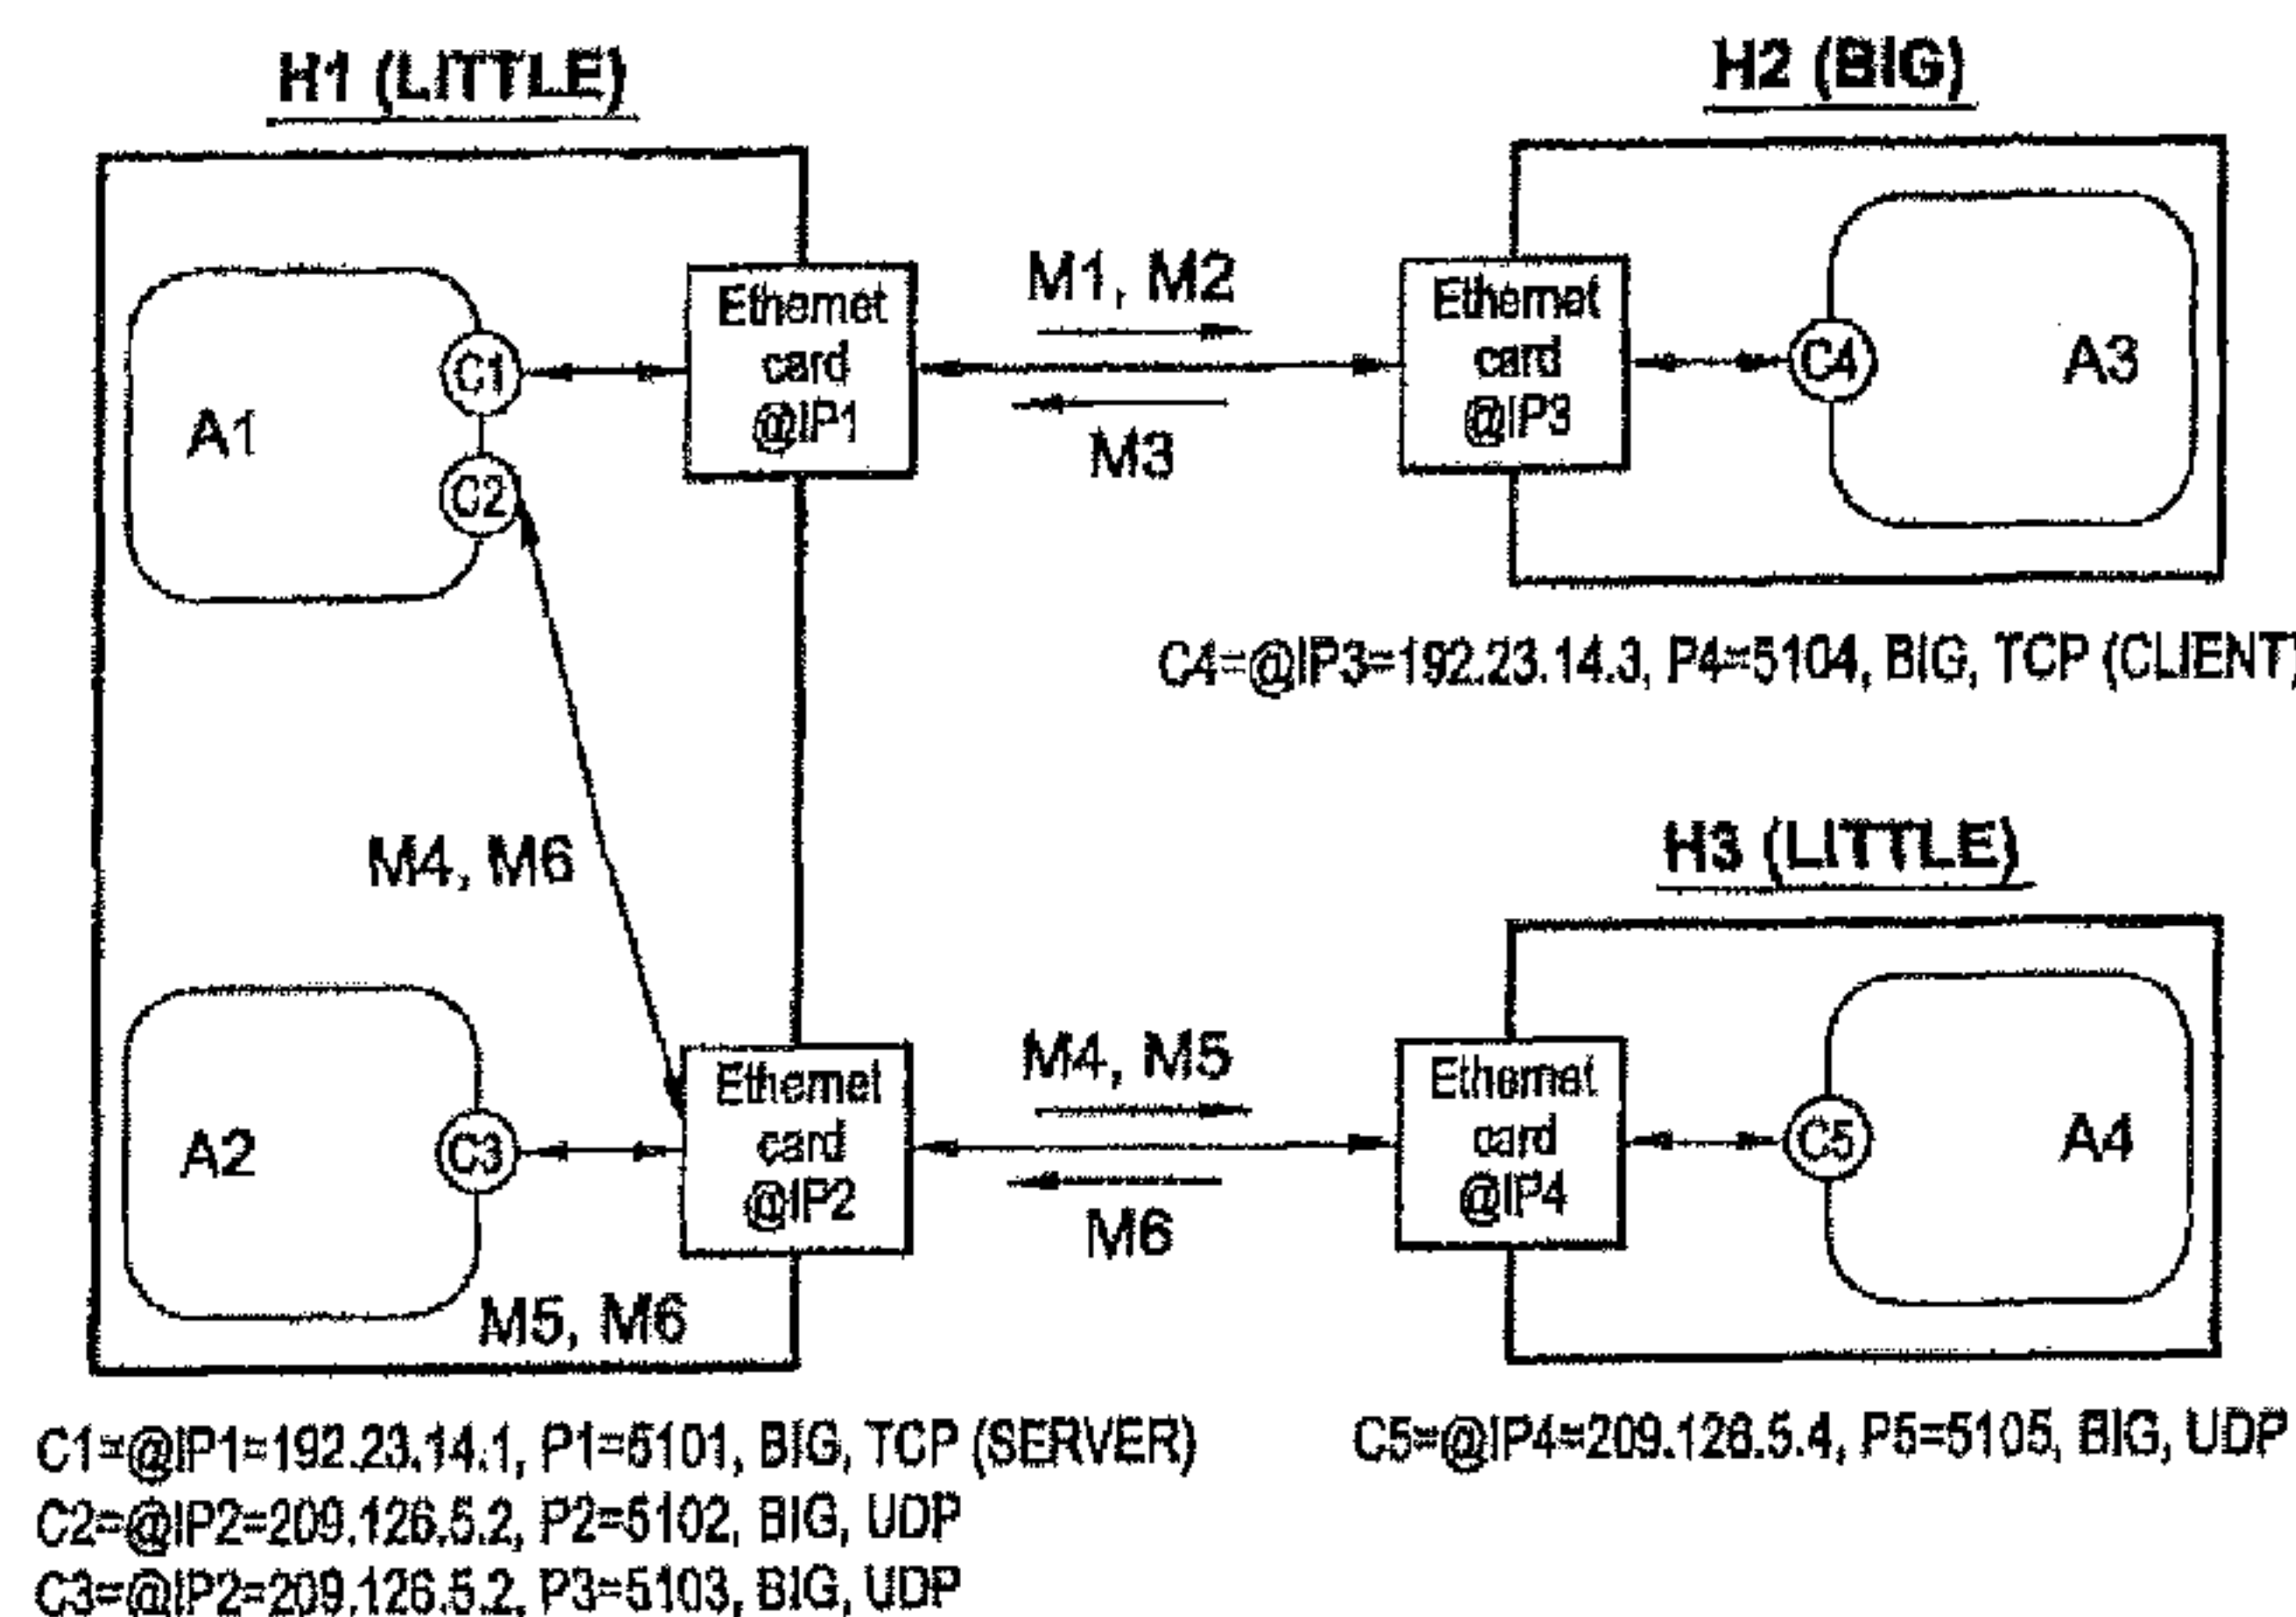 H1 (LITTLE)
H2 (BIG)
A1
C1
C2
Ethernet
card
@IP1
M1, M2
M3
Ethernet
card
@IP3
C4
A3
C4=@IP3=192.23.14.3, P4=5104, BIG, TCP (CLIENT)
M4, M6
H3 (LITTLE)
A2
C3
M5, M6
Ethernet
card
@IP2
M4, M5
M6
Ethernet
card
@IP4
C5
A4
C1=@IP1=192.23.14.1, P1=5101, BIG, TCP (SERVER)
C2=@IP2=209.126.5.2, P2=5102, BIG, UDP
C3=@IP2=209.126.5.2, P3=5103, BIG, UDP
C5=@IP4=209.126.5.4, P5=5105, BIG, UDP